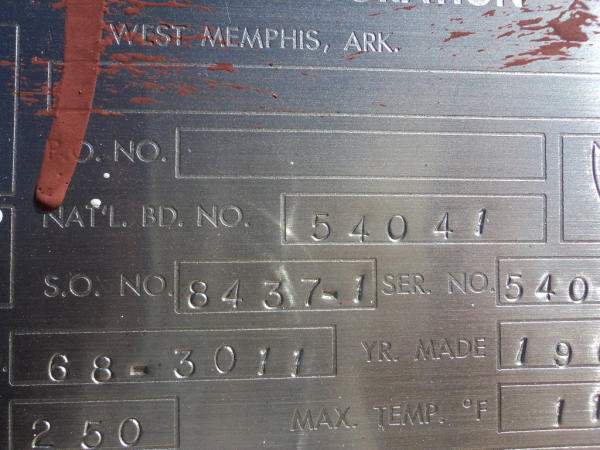 WEST MEMPHIS, ARK.
P.O. NO.
NAT'L. BD. NO. 54041
S.O. NO. 8437-1 SER. NO. 540
68-3011 YR. MADE 19
250 MAX. TEMP. °F 11